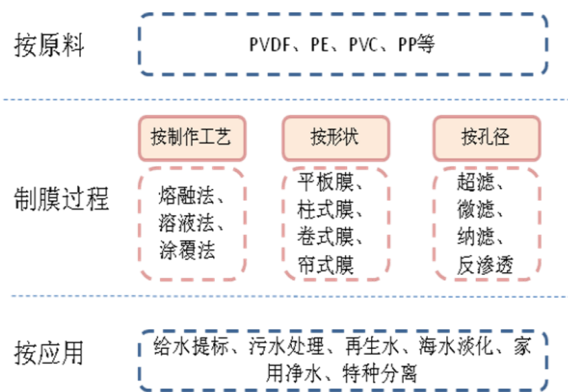 按原料
PVDF、PE、PVC、PP等
制膜过程
按制作工艺
熔融法、
溶液法、
涂覆法
按形状
平板膜、
柱式膜、
卷式膜、
帘式膜
按孔径
超滤、
微滤、
纳滤、
反渗透
按应用
给水提标、污水处理、再生水、海水淡化、家
用净水、特种分离